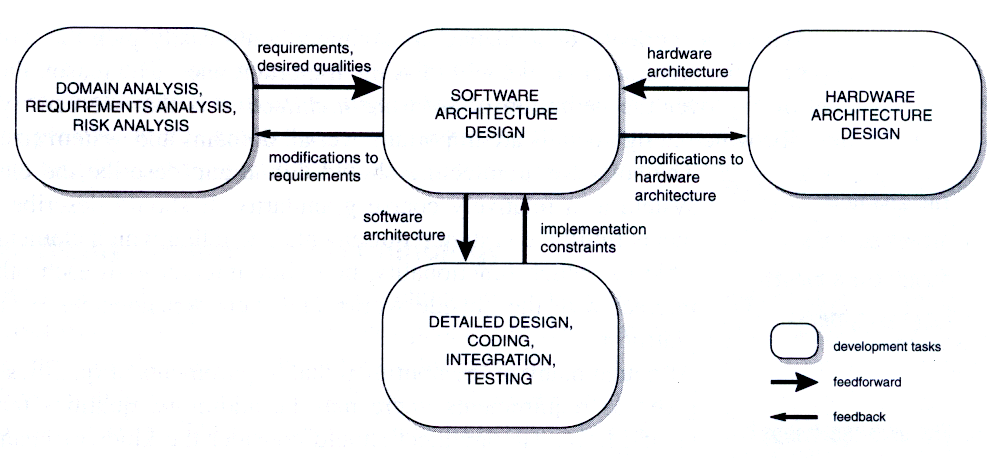 requirements,
desired qualities
DOMAIN ANALYSIS,
REQUIREMENTS ANALYSIS,
RISK ANALYSIS
modifications to
requirements
SOFTWARE
ARCHITECTURE
DESIGN
hardware
architecture
HARDWARE
ARCHITECTURE
DESIGN
modifications to
hardware
architecture
software
architecture
implementation
constraints
DETAILED DESIGN,
CODING,
INTEGRATION,
TESTING
development tasks
feedforward
feedback